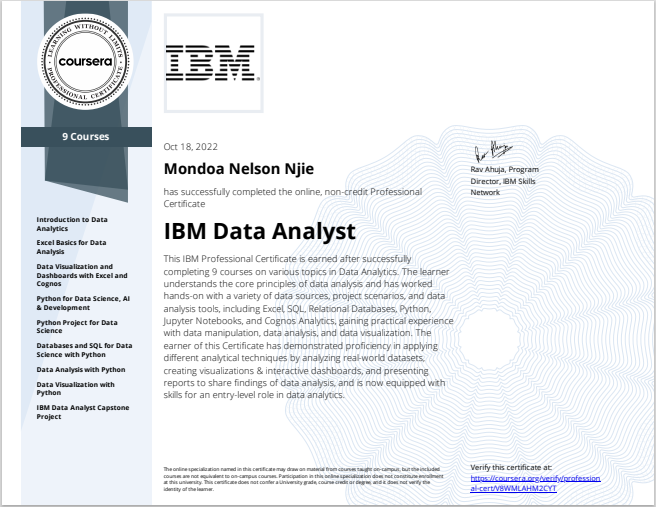 LEARNING WITHOUT LIMITS
coursera
PROFESSIONAL CERTIFICATE
9 Courses
Introduction to Data
Analytics
Excel Basics for Data
Analysis
Data Visualization and
Dashboards with Excel and
Cognos
Python for Data Science, AI
& Development
Python Project for Data
Science
Databases and SQL for Data
Science with Python
Data Analysis with Python
Data Visualization with
Python
IBM Data Analyst Capstone
Project
IBM
Oct 18, 2022
Mondoa Nelson Njie
has successfully completed the online, non-credit Professional
Certificate
IBM Data Analyst
This IBM Professional Certificate is earned after successfully
completing 9 courses on various topics in Data Analytics. The learner
understands the core principles of data analysis and has worked
hands-on with a variety of data sources, project scenarios, and data
analysis tools, including Excel, SQL, Relational Databases, Python,
Jupyter Notebooks, and Cognos Analytics, gaining practical experience
with data manipulation, data analysis, and data visualization. The
earner of this Certificate has demonstrated proficiency in applying
different analytical techniques by analyzing real-world datasets,
creating visualizations & interactive dashboards, and presenting
reports to share findings of data analysis, and is now equipped with
skills for an entry-level role in data analytics.
Rav Ahuja, Program
Director, IBM Skills
Network
The online specialization named in this certificate may draw on material from courses taught on-campus, but the included
courses are not equivalent to on-campus courses. Participation in this online specialization does not constitute enrollment
at this university. This certificate does not confer a University grade, course credit or degree, and it does not verify the
identity of the learner.
Verify this certificate at:
https://coursera.org/verify/profession
al-cert/V8WMLAHM2CYT